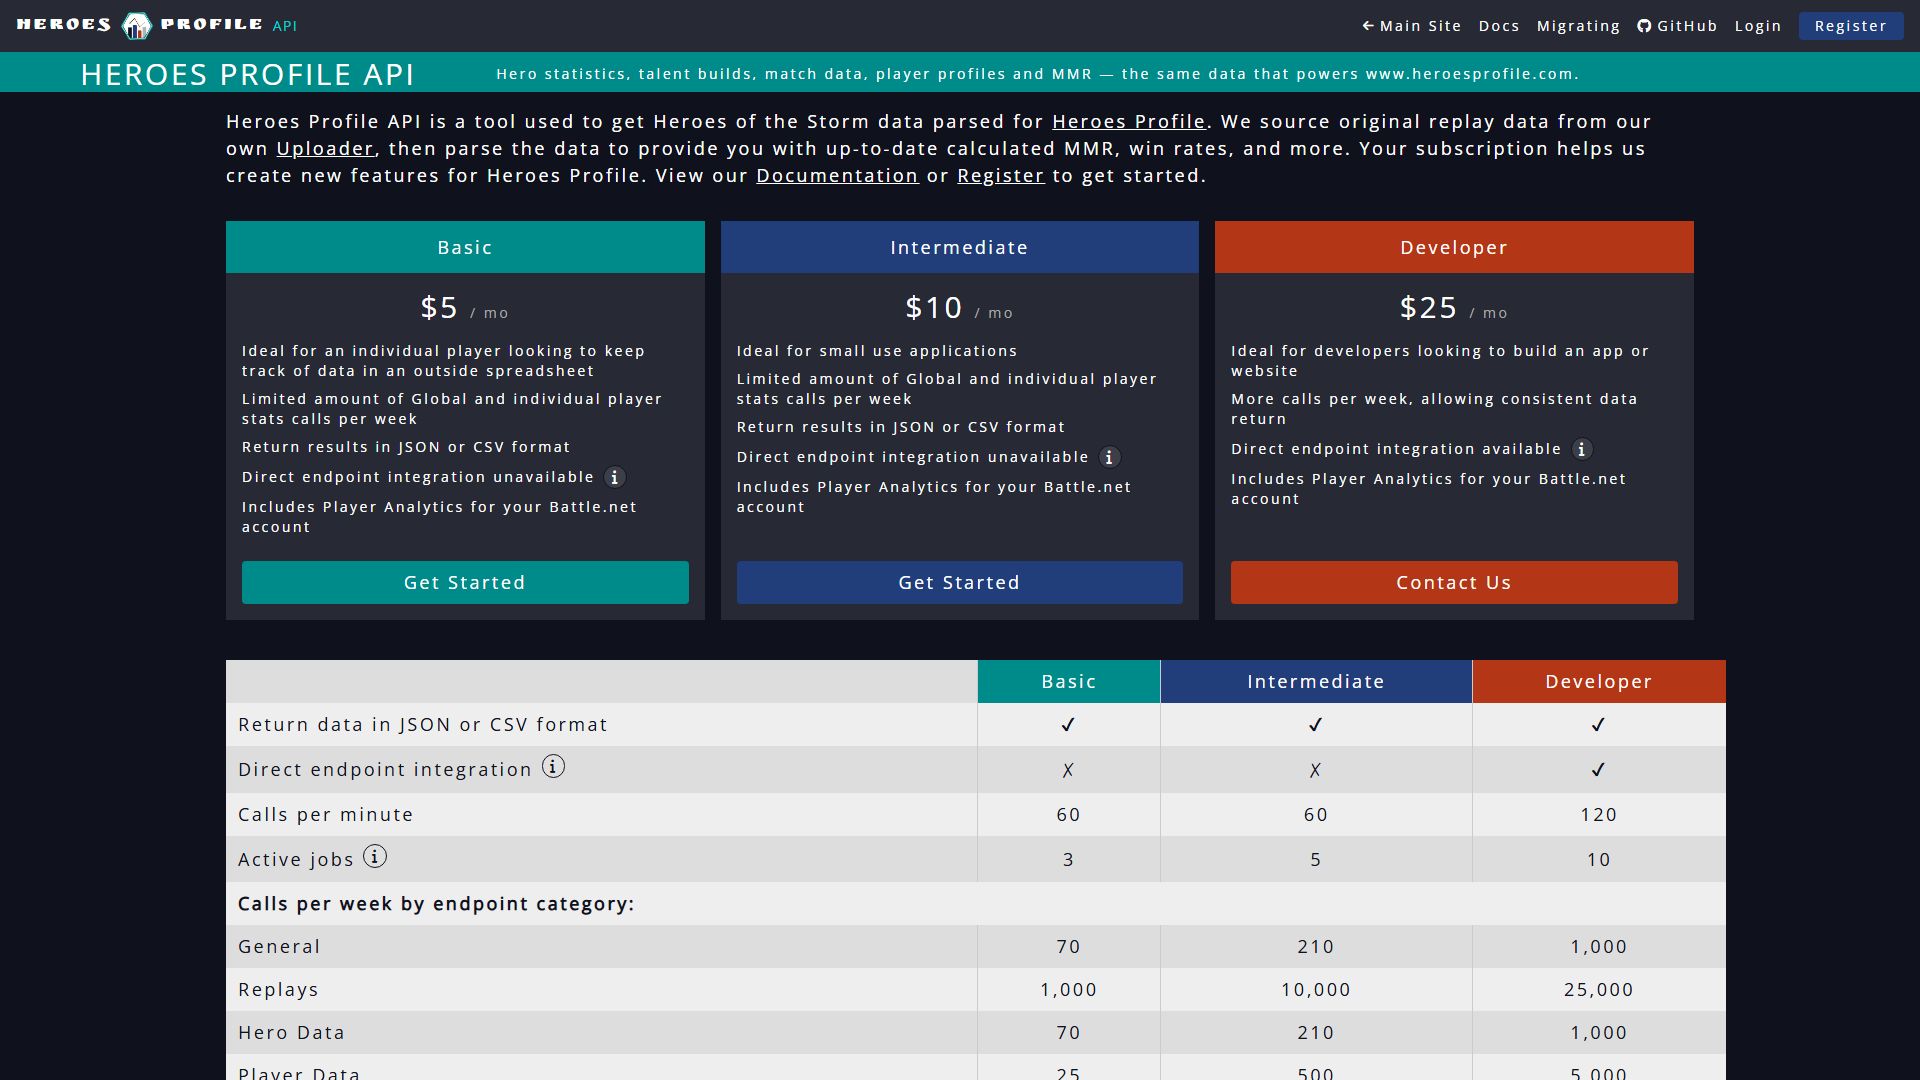 HEROES PROFILE API
Main Site Docs Migrating GitHub Login Register
HEROES PROFILE API
Hero statistics, talent builds, match data, player profiles and MMR — the same data that powers www.heroesprofile.com.
Heroes Profile API is a tool used to get Heroes of the Storm data parsed for Heroes Profile. We source original replay data from our
own Uploader, then parse the data to provide you with up-to-date calculated MMR, win rates, and more. Your subscription helps us
create new features for Heroes Profile. View our Documentation or Register to get started.
Basic
$5 / mo
Ideal for an individual player looking to keep
track of data in an outside spreadsheet
Limited amount of Global and individual player
stats calls per week
Return results in JSON or CSV format
Direct endpoint integration unavailable
Includes Player Analytics for your Battle.net
account
Get Started
Intermediate
$10 / mo
Ideal for small use applications
Limited amount of Global and individual player
stats calls per week
Return results in JSON or CSV format
Direct endpoint integration unavailable
Includes Player Analytics for your Battle.net
account
Get Started
Developer
$25 / mo
Ideal for developers looking to build an app or
website
More calls per week, allowing consistent data
return
Direct endpoint integration available
Includes Player Analytics for your Battle.net
account
Contact Us
Basic Intermediate Developer
Return data in JSON or CSV format ✓ ✓ ✓
Direct endpoint integration ✗ ✗ ✓
Calls per minute 60 60 120
Active jobs 3 5 10
Calls per week by endpoint category:
General 70 210 1,000
Replays 1,000 10,000 25,000
Hero Data 70 210 1,000
Player Data 25 500 5,000